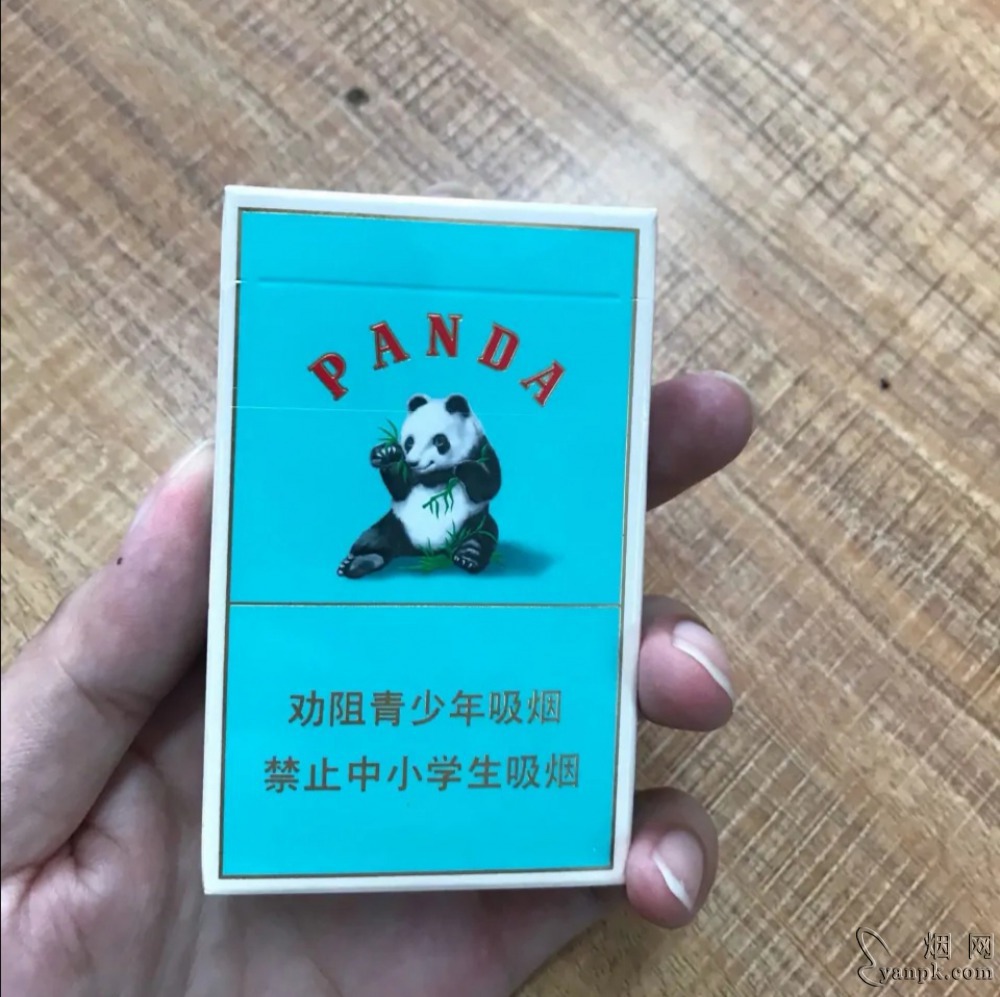 PANDA
劝阻青少年吸烟
禁止中小学生吸烟
烟网
yanpk.com